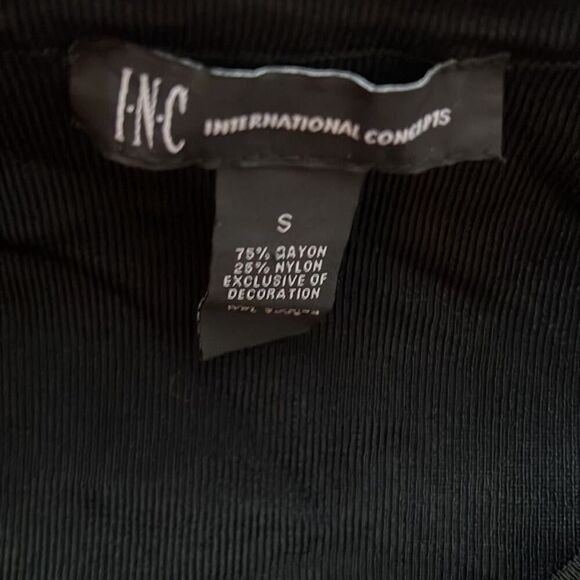 I·N·C INTERNATIONAL CONCEPTS
S
75% RAYON
25% NYLON
EXCLUSIVE OF
DECORATION